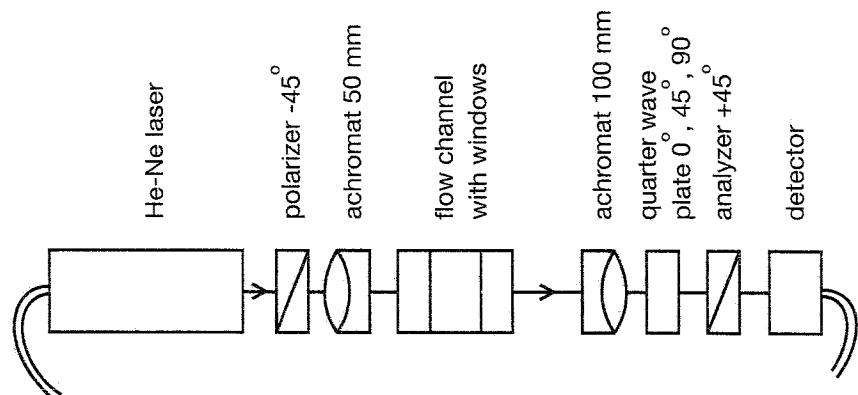 He-Ne laser
polarizer -45°
achromat 50 mm
flow channel
with windows
achromat 100 mm
quarter wave
plate 0°, 45°, 90°
analyzer +45°
detector